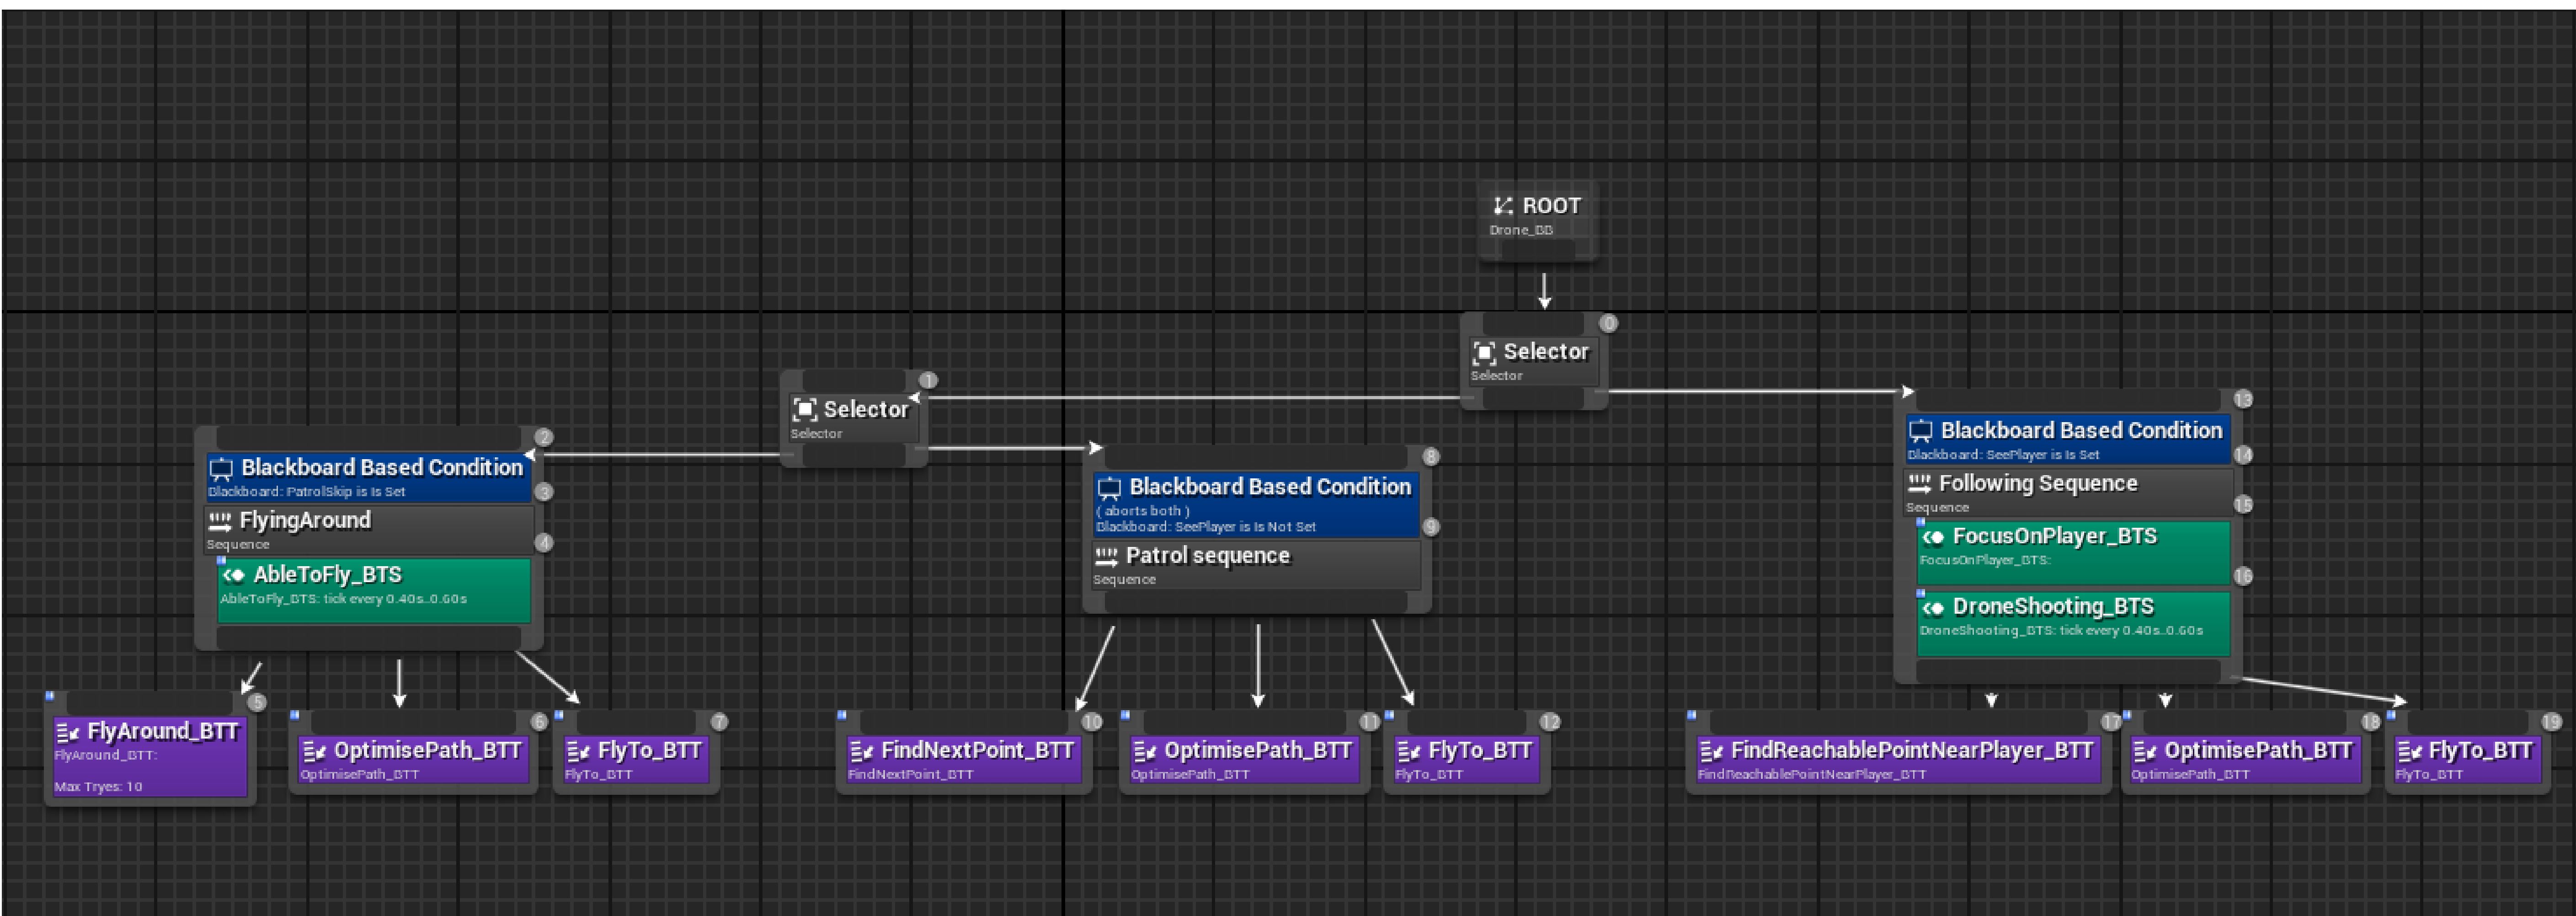 ROOT
Drone_BB
0
Selector
Selector
1
Selector
Selector
2
Blackboard Based Condition
Blackboard: PatrolSkip is Is Set
3
FlyingAround
Sequence
4
AbleToFly_BTS
AbleToFly_BTS: tick every 0.40s..0.60s
8
Blackboard Based Condition
( aborts both )
Blackboard: SeePlayer is Is Not Set
9
Patrol sequence
Sequence
13
Blackboard Based Condition
Blackboard: SeePlayer is Is Set
14
Following Sequence
Sequence
15
FocusOnPlayer_BTS
FocusOnPlayer_BTS:
16
DroneShooting_BTS
DroneShooting_BTS: tick every 0.40s..0.60s
5
FlyAround_BTT
FlyAround_BTT:
Max Tryes: 10
6
OptimisePath_BTT
OptimisePath_BTT
7
FlyTo_BTT
FlyTo_BTT
10
FindNextPoint_BTT
FindNextPoint_BTT
11
OptimisePath_BTT
OptimisePath_BTT
12
FlyTo_BTT
FlyTo_BTT
17
FindReachablePointNearPlayer_BTT
FindReachablePointNearPlayer_BTT
18
OptimisePath_BTT
OptimisePath_BTT
19
FlyTo_BTT
FlyTo_BTT